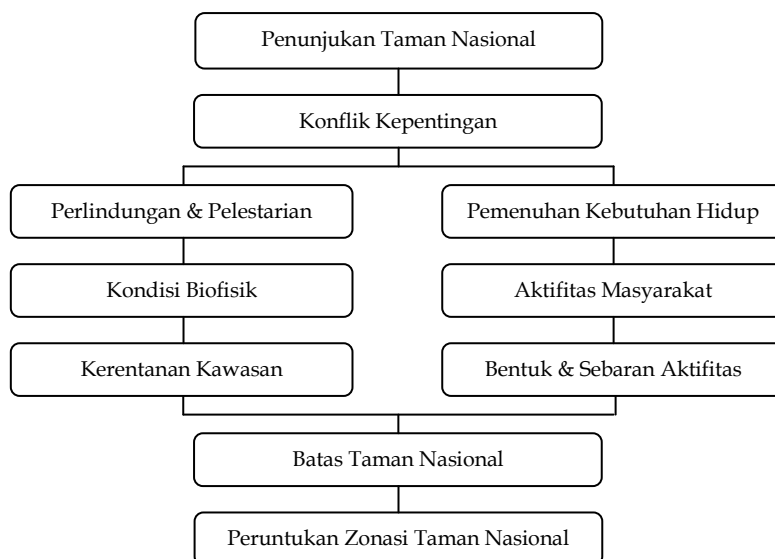 Penunjukan Taman Nasional
Konflik Kepentingan
Perlindungan & Pelestarian
Pemenuhan Kebutuhan Hidup
Kondisi Biofisik
Aktifitas Masyarakat
Kerentanan Kawasan
Bentuk & Sebaran Aktifitas
Batas Taman Nasional
Peruntukan Zonasi Taman Nasional